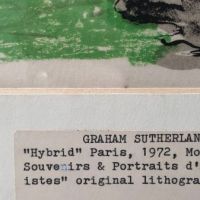 GRAHAM SUTHERLAN
"Hybrid" Paris, 1972, Mo
Souvenirs & Portraits d'
istes" original lithogra